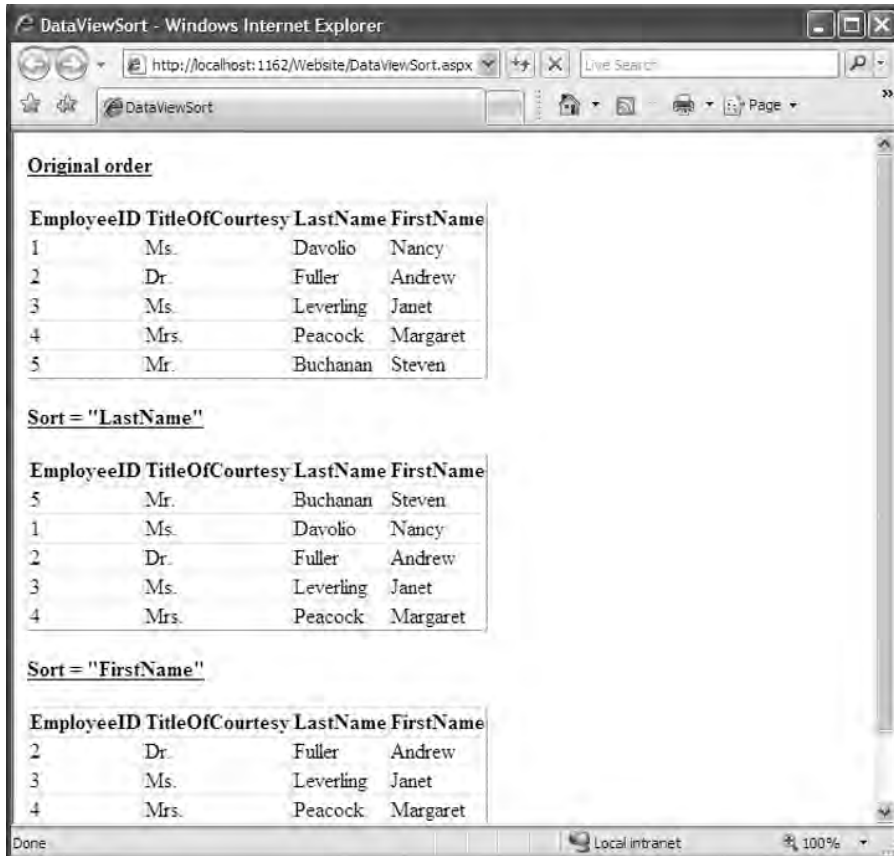 DataViewSort - Windows Internet Explorer
http://localhost:1162/Website/DataViewSort.aspx
Live Search
DataViewSort
Page
Original order
EmployeeID TitleOfCourtesy LastName FirstName
1 Ms. Davolio Nancy
2 Dr. Fuller Andrew
3 Ms. Leverling Janet
4 Mrs. Peacock Margaret
5 Mr. Buchanan Steven
Sort = "LastName"
EmployeeID TitleOfCourtesy LastName FirstName
5 Mr. Buchanan Steven
1 Ms. Davolio Nancy
2 Dr. Fuller Andrew
3 Ms. Leverling Janet
4 Mrs. Peacock Margaret
Sort = "FirstName"
EmployeeID TitleOfCourtesy LastName FirstName
2 Dr. Fuller Andrew
3 Ms. Leverling Janet
4 Mrs. Peacock Margaret
Done
Local intranet
100%